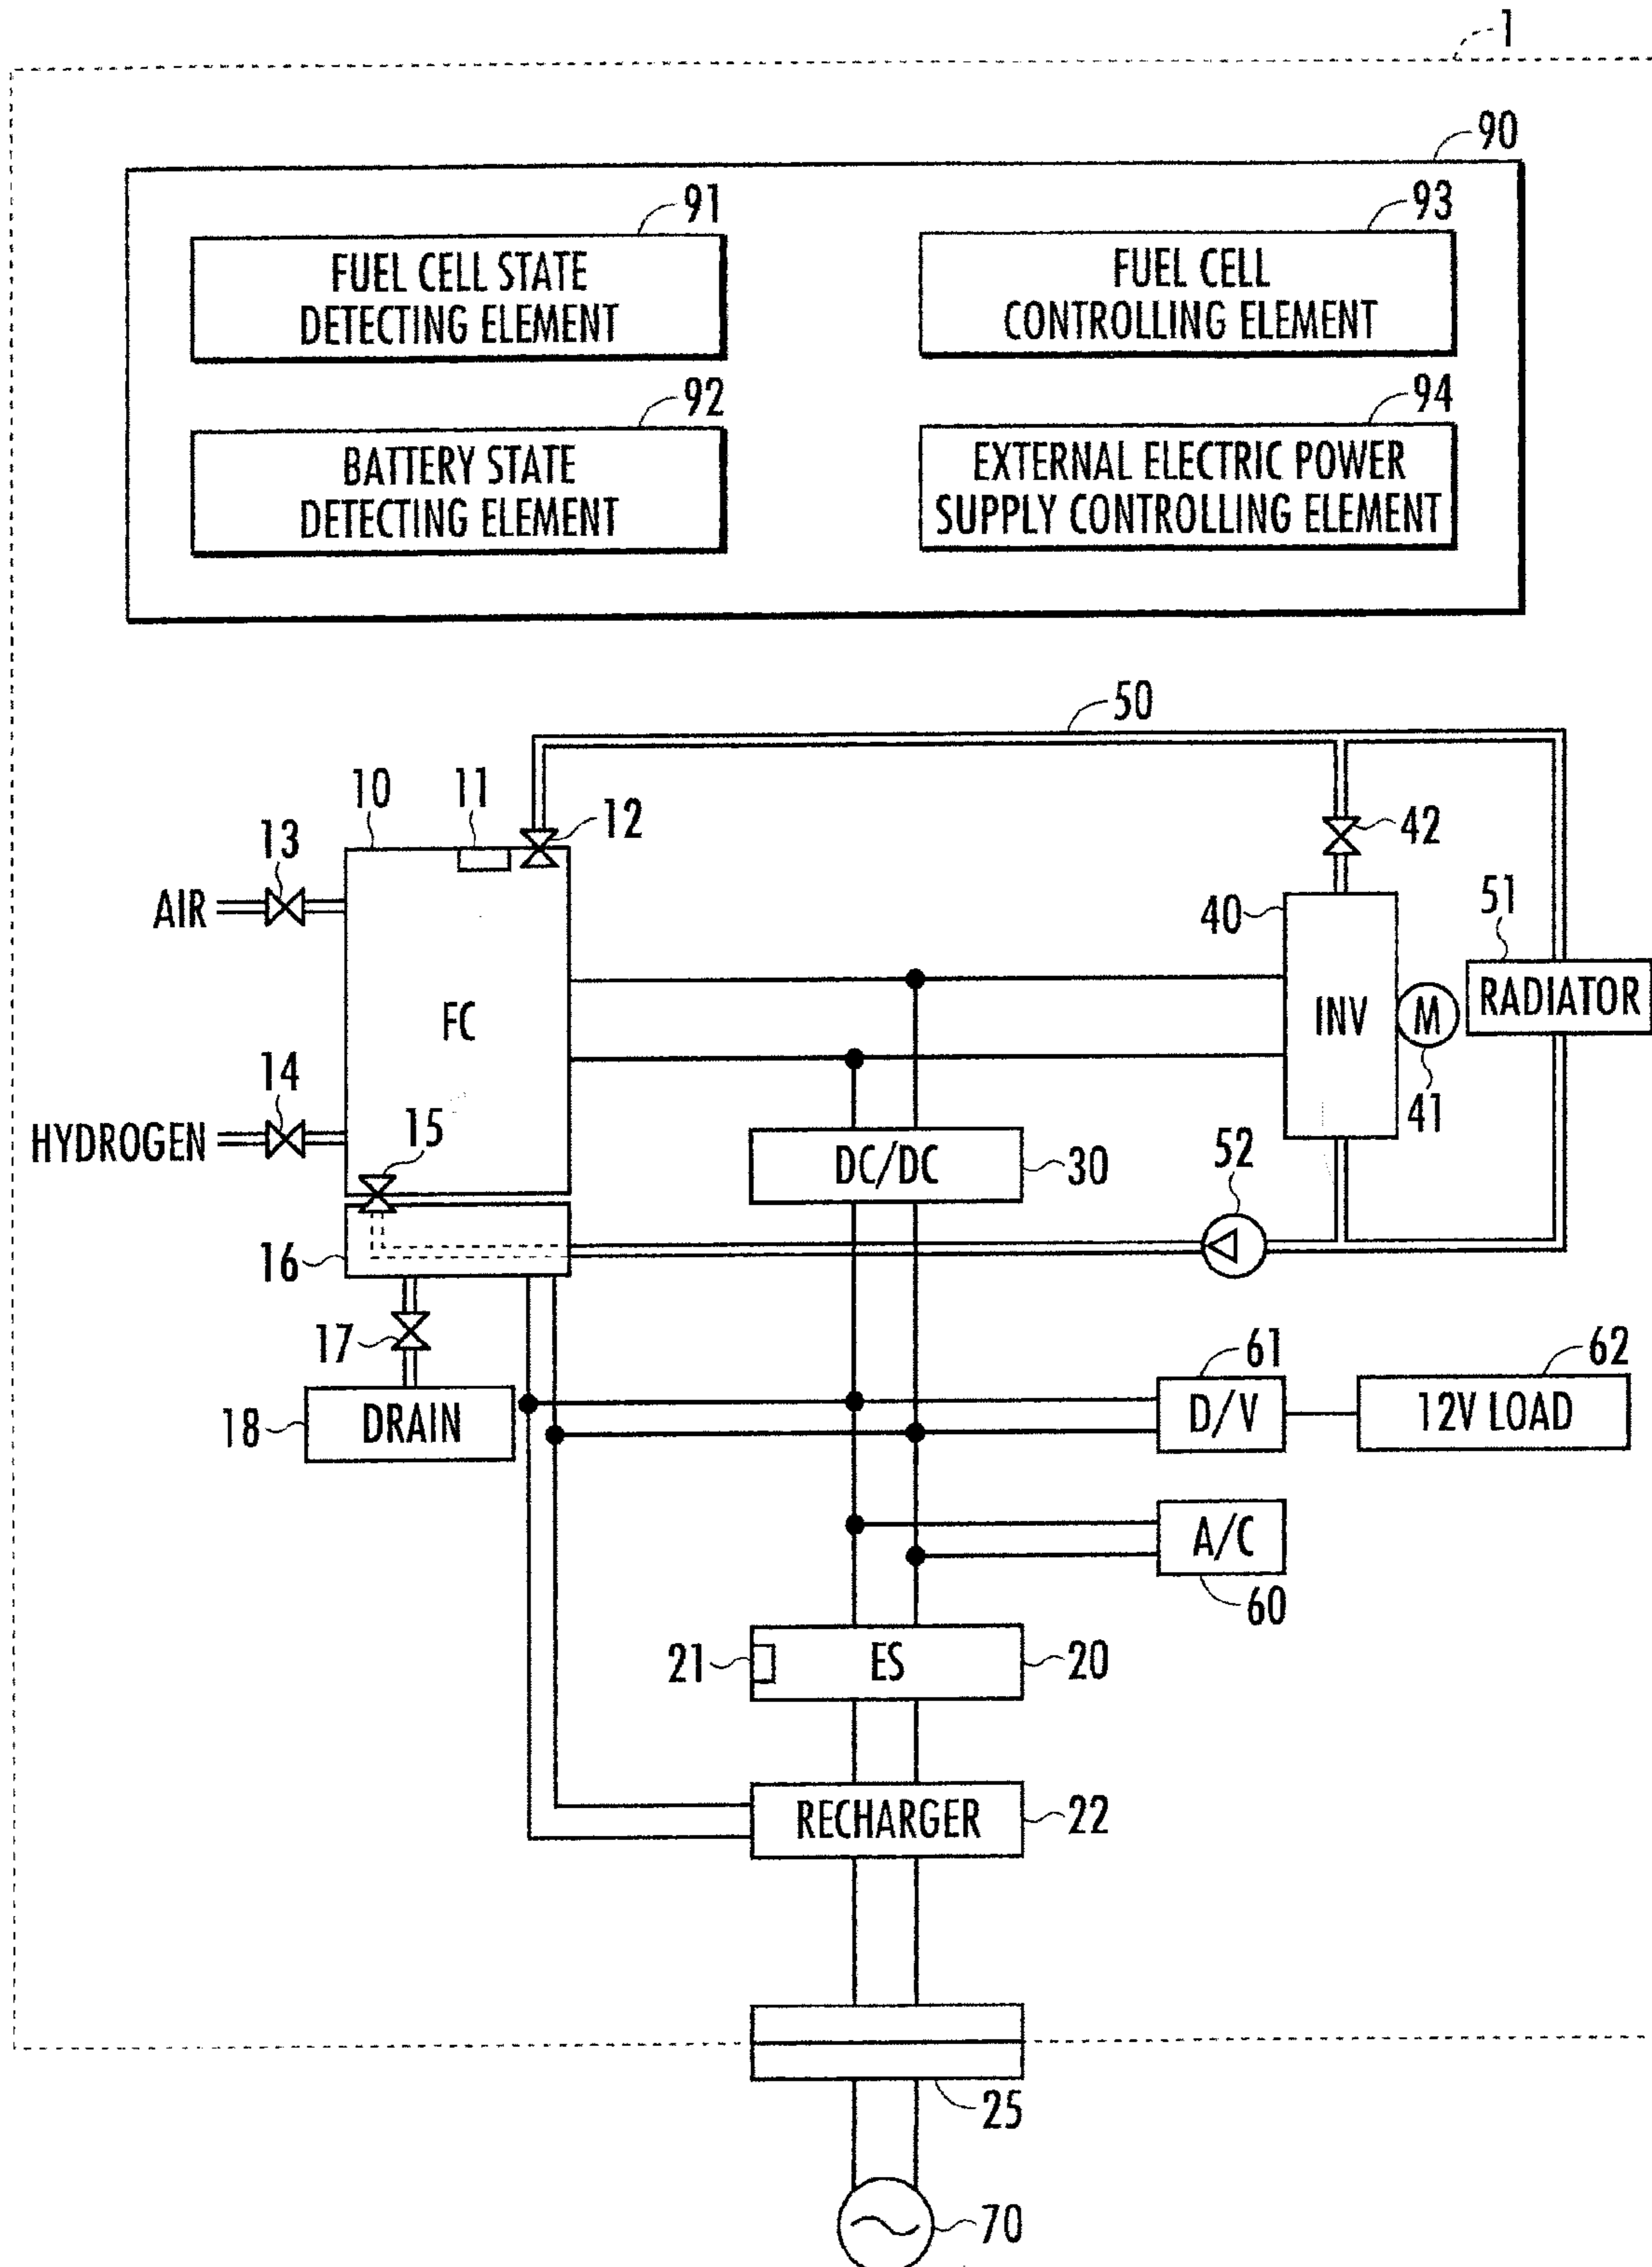 1
90
91
93
FUEL CELL STATE
DETECTING ELEMENT
FUEL CELL
CONTROLLING ELEMENT
92
94
BATTERY STATE
DETECTING ELEMENT
EXTERNAL ELECTRIC POWER
SUPPLY CONTROLLING ELEMENT
50
10
11
12
42
13
AIR
40
51
FC
INV
M
RADIATOR
41
14
HYDROGEN
15
DC/DC
30
52
16
17
61
62
18
DRAIN
D/V
12V LOAD
A/C
60
21
ES
20
RECHARGER
22
25
70